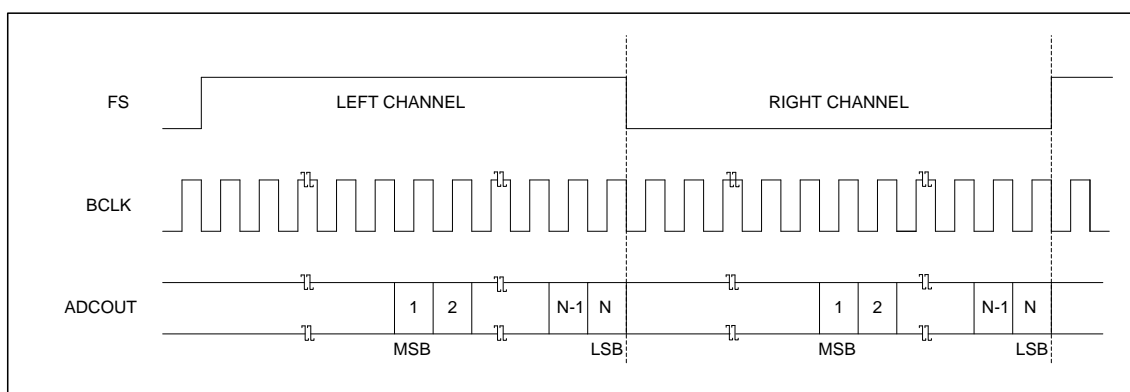 FS
LEFT CHANNEL
RIGHT CHANNEL
BCLK
ADCOUT
1
2
N-1
N
1
2
N-1
N
MSB
LSB
MSB
LSB